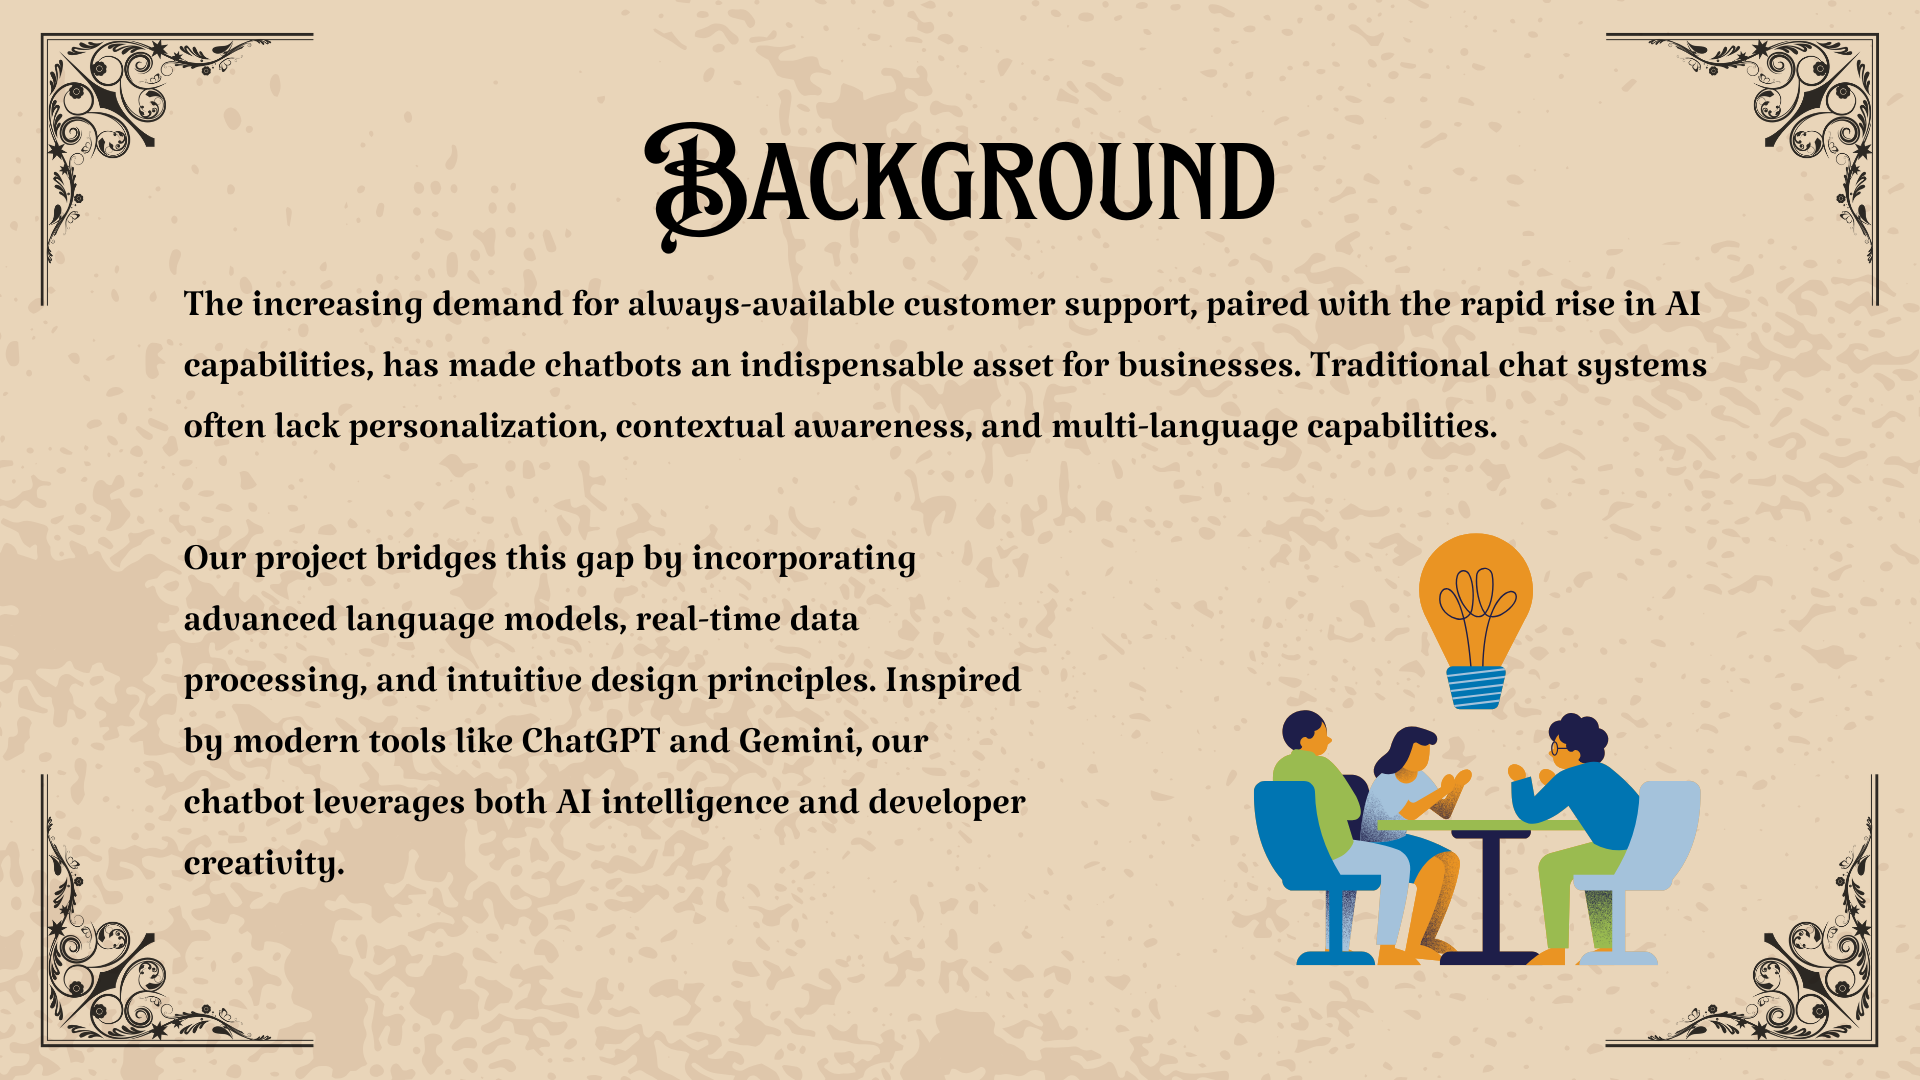 Background
The increasing demand for always-available customer support, paired with the rapid rise in AI
capabilities, has made chatbots an indispensable asset for businesses. Traditional chat systems
often lack personalization, contextual awareness, and multi-language capabilities.
Our project bridges this gap by incorporating
advanced language models, real-time data
processing, and intuitive design principles. Inspired
by modern tools like ChatGPT and Gemini, our
chatbot leverages both AI intelligence and developer
creativity.